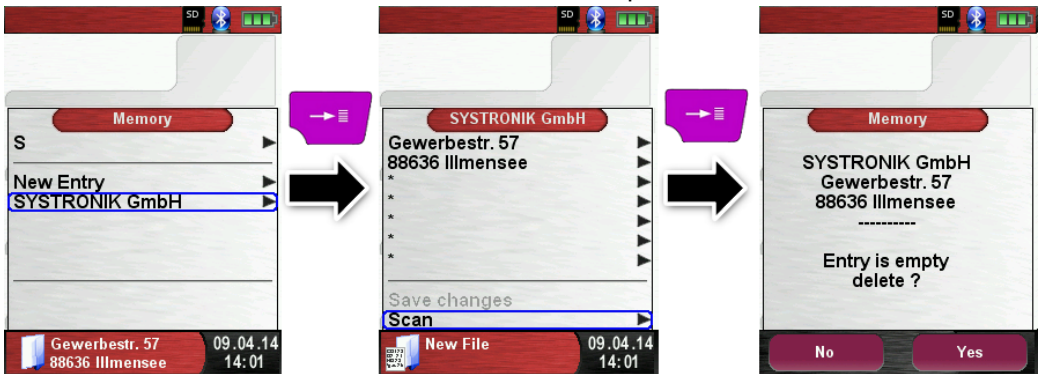 SD
Memory
S
New Entry
SYSTRONIK GmbH
Gewerbestr. 57
88636 Illmensee
09.04.14
14:01
SD
SYSTRONIK GmbH
Gewerbestr. 57
88636 Illmensee
*
*
*
*
*
Save changes
Scan
New File
09.04.14
14:01
SD
Memory
SYSTRONIK GmbH
Gewerbestr. 57
88636 Illmensee
----------
Entry is empty
delete ?
No
Yes